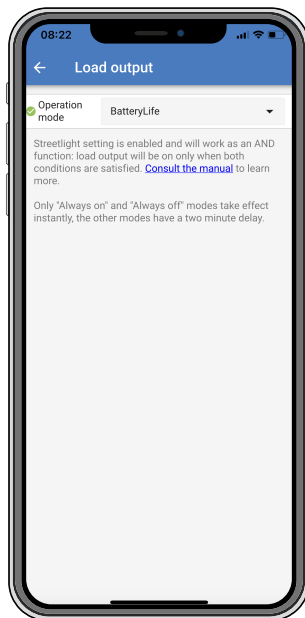 08:22
Load output
Operation
mode
BatteryLife
Streetlight setting is enabled and will work as an AND
function: load output will be on only when both
conditions are satisfied. Consult the manual to learn
more.
Only "Always on" and "Always off" modes take effect
instantly, the other modes have a two minute delay.